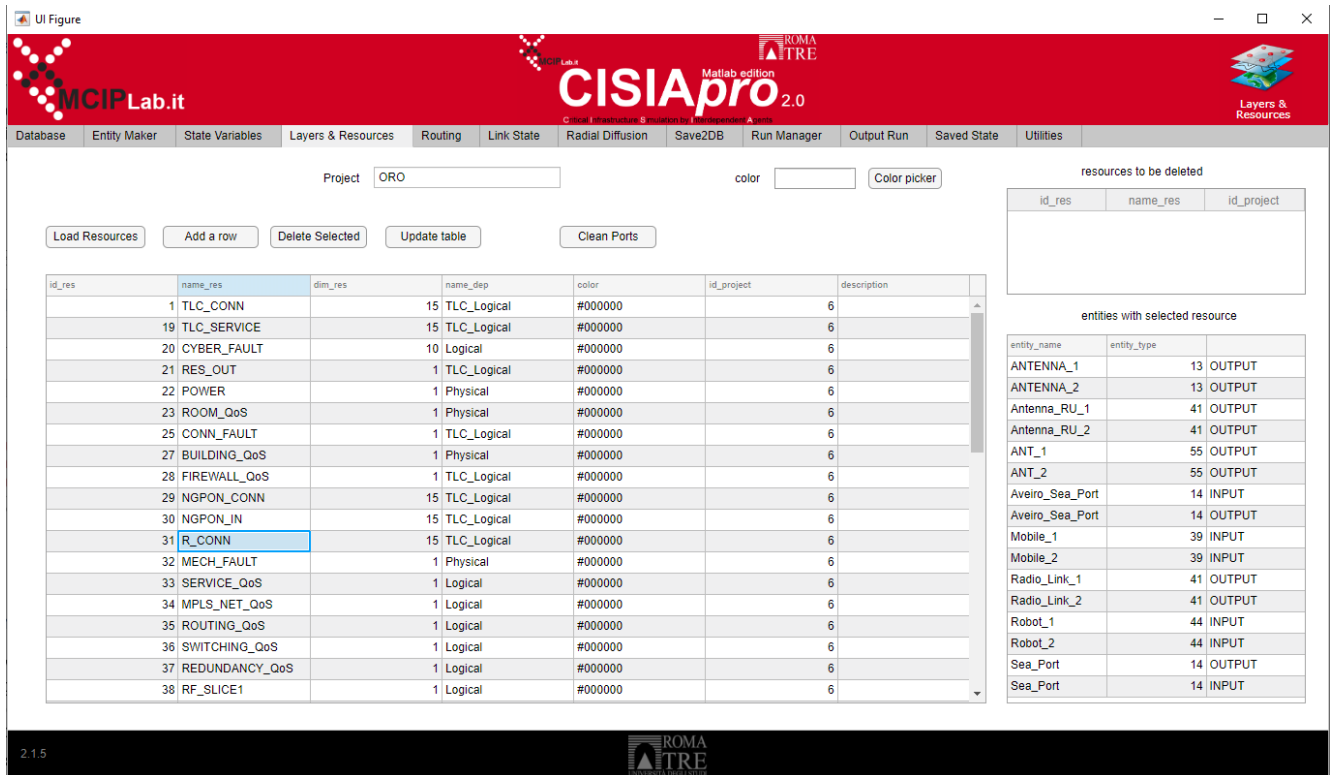 UI Figure
MCIPLab.it
MCIPLab.it
ROMA
TRE
CISIApro 2.0
Matlab edition
Critical Infrastructure Simulation by Interdependent Agents
Layers &
Resources
Database Entity Maker State Variables Layers & Resources Routing Link State Radial Diffusion Save2DB Run Manager Output Run Saved State Utilities
Project ORO color Color picker
resources to be deleted
id_res name_res id_project
Load Resources Add a row Delete Selected Update table Clean Ports
id_res name_res dim_res name_dep color id_project description
1 TLC_CONN 15 TLC_Logical #000000 6
19 TLC_SERVICE 15 TLC_Logical #000000 6
20 CYBER_FAULT 10 Logical #000000 6
21 RES_OUT 1 TLC_Logical #000000 6
22 POWER 1 Physical #000000 6
23 ROOM_QoS 1 Physical #000000 6
25 CONN_FAULT 1 TLC_Logical #000000 6
27 BUILDING_QoS 1 Physical #000000 6
28 FIREWALL_QoS 1 TLC_Logical #000000 6
29 NGPON_CONN 15 TLC_Logical #000000 6
30 NGPON_IN 15 TLC_Logical #000000 6
31 R_CONN 15 TLC_Logical #000000 6
32 MECH_FAULT 1 Physical #000000 6
33 SERVICE_QoS 1 Logical #000000 6
34 MPLS_NET_QoS 1 Logical #000000 6
35 ROUTING_QoS 1 Logical #000000 6
36 SWITCHING_QoS 1 Logical #000000 6
37 REDUNDANCY_QoS 1 Logical #000000 6
38 RF_SLICE1 1 Logical #000000 6
entities with selected resource
entity_name entity_type
ANTENNA_1 13 OUTPUT
ANTENNA_2 13 OUTPUT
Antenna_RU_1 41 OUTPUT
Antenna_RU_2 41 OUTPUT
ANT_1 55 OUTPUT
ANT_2 55 OUTPUT
Aveiro_Sea_Port 14 INPUT
Aveiro_Sea_Port 14 OUTPUT
Mobile_1 39 INPUT
Mobile_2 39 INPUT
Radio_Link_1 41 OUTPUT
Radio_Link_2 41 OUTPUT
Robot_1 44 INPUT
Robot_2 44 INPUT
Sea_Port 14 OUTPUT
Sea_Port 14 INPUT
2.1.5
ROMA
TRE
UNIVERSITÀ DEGLI STUDI